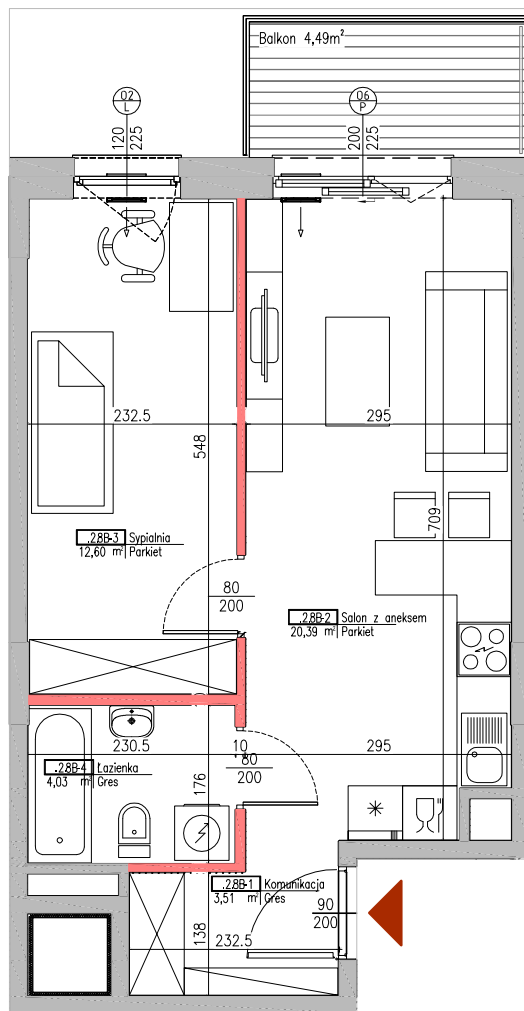 Balkon 4,49m²
02
L
06
P
120
225
200
225
232.5
295
548
709
.2.8B-3 Sypialnia
12,60 m² Parkiet
80
200
.2.8B-2 Salon z aneksem
20,39 m² Parkiet
230.5
10
295
80
200
.2.8B-4 Łazienka
4,03 m² Gres
176
.2.8B-1 Komunikacja
3,51 m² Gres
90
200
138
232.5